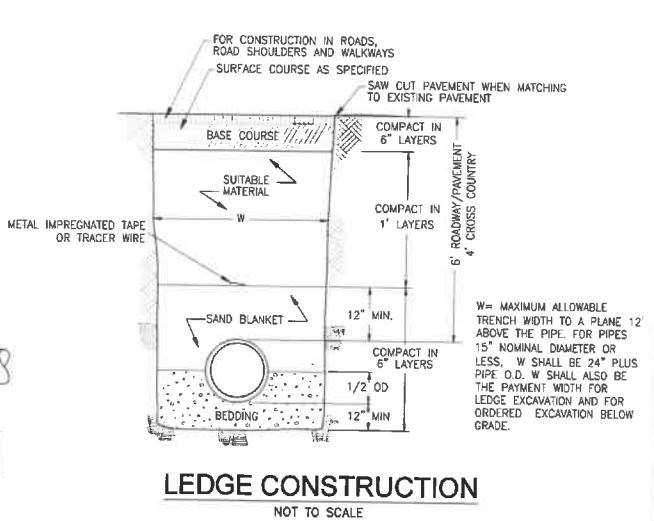 FOR CONSTRUCTION IN ROADS,
ROAD SHOULDERS AND WALKWAYS
SURFACE COURSE AS SPECIFIED
SAW CUT PAVEMENT WHEN MATCHING
TO EXISTING PAVEMENT
BASE COURSE
COMPACT IN
6" LAYERS
SUITABLE
MATERIAL
COMPACT IN
1' LAYERS
6' ROADWAY/PAVEMENT
4' CROSS COUNTRY
W
METAL IMPREGNATED TAPE
OR TRACER WIRE
12" MIN.
SAND BLANKET
COMPACT IN
6" LAYERS
1/2' OD
BEDDING
12" MIN
W= MAXIMUM ALLOWABLE
TRENCH WIDTH TO A PLANE 12'
ABOVE THE PIPE. FOR PIPES
15" NOMINAL DIAMETER OR
LESS, W SHALL BE 24" PLUS
PIPE O.D. W SHALL ALSO BE
THE PAYMENT WIDTH FOR
LEDGE EXCAVATION AND FOR
ORDERED EXCAVATION BELOW
GRADE.
8
LEDGE CONSTRUCTION
NOT TO SCALE